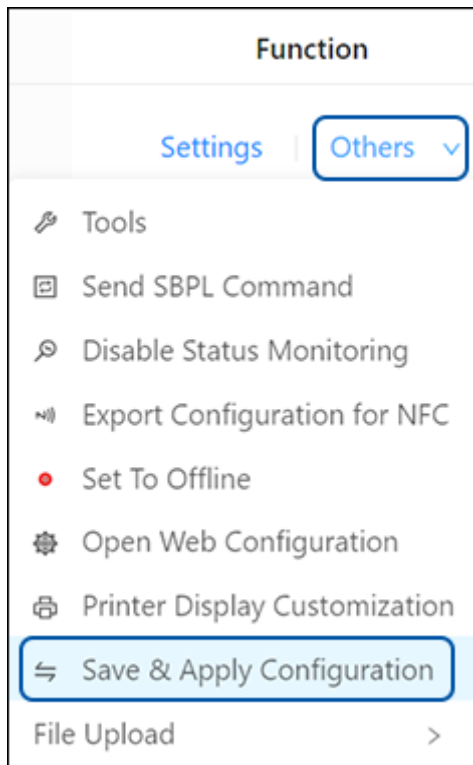 Function
Settings Others
Tools
Send SBPL Command
Disable Status Monitoring
Export Configuration for NFC
Set To Offline
Open Web Configuration
Printer Display Customization
Save & Apply Configuration
File Upload